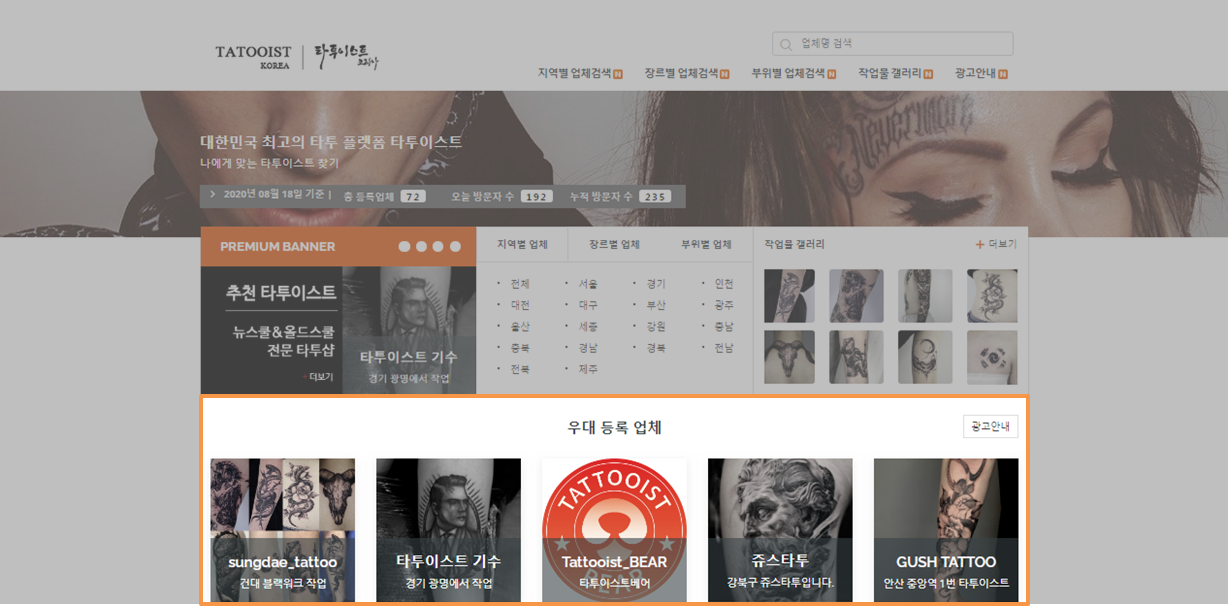 TATOOIST
KOREA
타투이스트
코리아
업체명 검색
지역별 업체검색 N 장르별 업체검색 N 부위별 업체검색 N 작업물 갤러리 N 광고안내 N
Nevermore
대한민국 최고의 타투 플랫폼 타투이스트
나에게 맞는 타투이스트 찾기
> 2020년 08월 18일 기준 | 총 등록업체 72 오늘 방문자 수 192 누적 방문자 수 235
PREMIUM BANNER
추천 타투이스트
뉴스쿨&올드스쿨
전문 타투샵
+ 더보기
타투이스트 기수
경기 광명에서 작업
지역별 업체 장르별 업체 부위별 업체
• 전체 • 서울 • 경기 • 인천
• 대전 • 대구 • 부산 • 광주
• 울산 • 세종 • 강원 • 충남
• 충북 • 경남 • 경북 • 전남
• 전북 • 제주
작업물 갤러리 + 더보기
우대 등록 업체
광고안내
sungdae_tattoo
건대 블랙워크 작업
타투이스트 기수
경기 광명에서 작업
TATTOOIST
BEAR
Tattooist_BEAR
타투이스트베어
쥬스타투
강북구 쥬스타투입니다.
GUSH TATTOO
안산 중앙역 1번 타투이스트